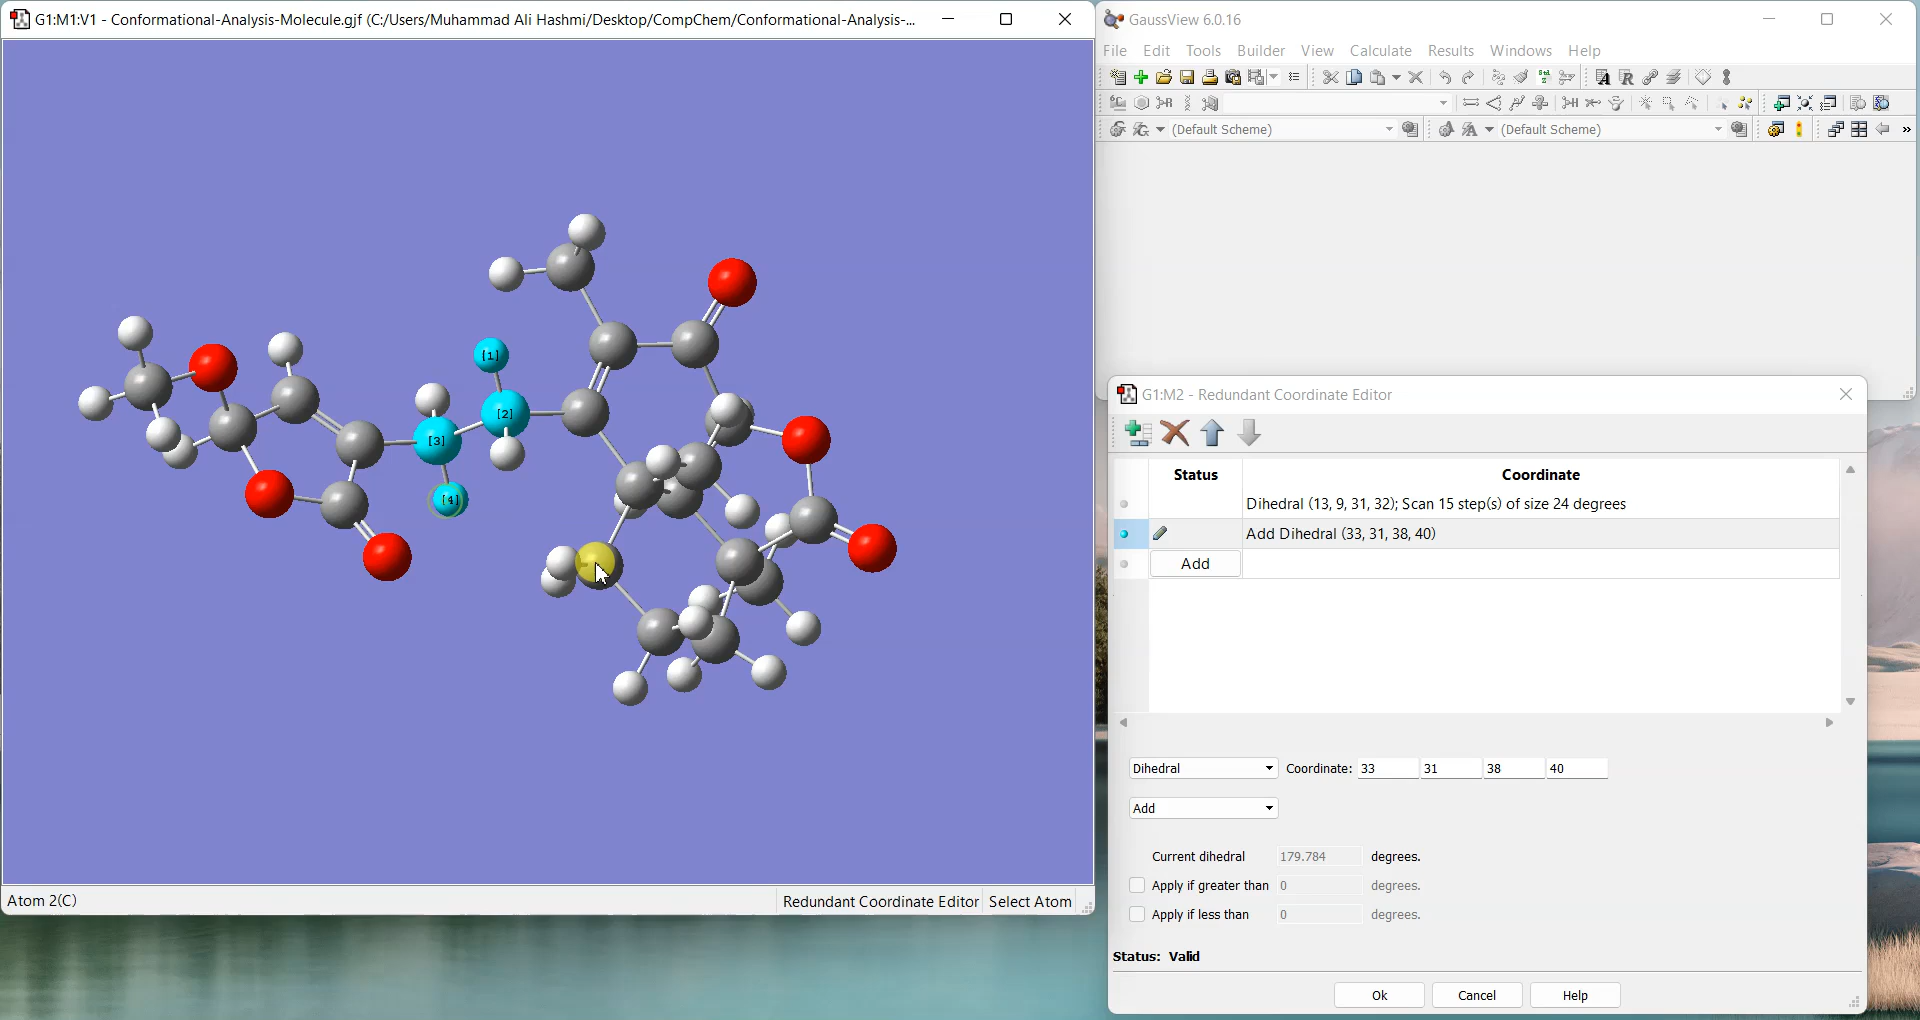 G1:M1:V1 - Conformational-Analysis-Molecule.gjf (C:/Users/Muhammad Ali Hashmi/Desktop/CompChem/Conformational-Analysis-...
[1]
[2]
[3]
[4]
Atom 2(C)
Redundant Coordinate Editor
Select Atom
GaussView 6.0.16
File Edit Tools Builder View Calculate Results Windows Help
(Default Scheme)
(Default Scheme)
G1:M2 - Redundant Coordinate Editor
Status Coordinate
Dihedral (13, 9, 31, 32); Scan 15 step(s) of size 24 degrees
Add Dihedral (33, 31, 38, 40)
Add
Dihedral Coordinate: 33 31 38 40
Add
Current dihedral 179.784 degrees.
Apply if greater than 0 degrees.
Apply if less than 0 degrees.
Status: Valid
Ok Cancel Help